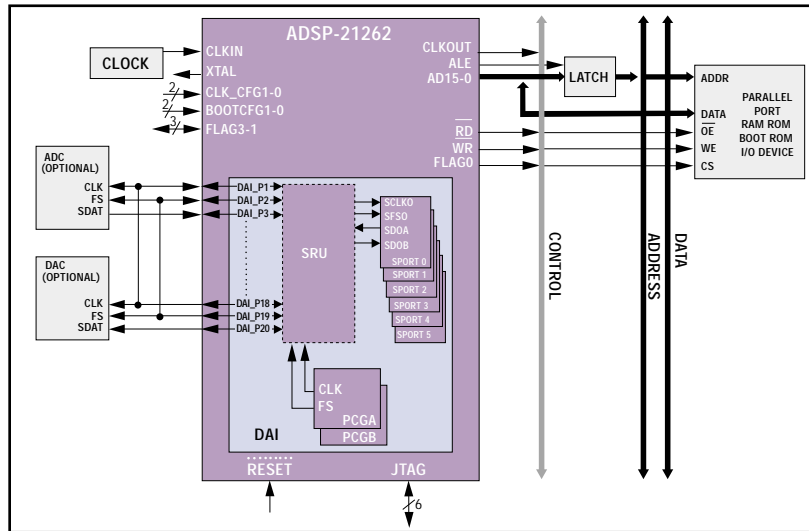 ADSP-21262
CLOCK
CLKIN
XTAL
CLK_CFG1-0
2
BOOTCFG1-0
2
FLAG3-1
3
CLKOUT
ALE
AD15-0
RD
WR
FLAG0
LATCH
ADDR
DATA
OE
WE
CS
PARALLEL
PORT
RAM ROM
BOOT ROM
I/O DEVICE
ADC
(OPTIONAL)
CLK
FS
SDAT
DAC
(OPTIONAL)
CLK
FS
SDAT
DAI_P1
DAI_P2
DAI_P3
DAI_P18
DAI_P19
DAI_P20
SRU
SCLK0
SFS0
SD0A
SD0B
SPORT 0
SPORT 1
SPORT 2
SPORT 3
SPORT 4
SPORT 5
CLK
FS
PCGA
PCGB
DAI
CONTROL
ADDRESS
DATA
RESET
JTAG
6